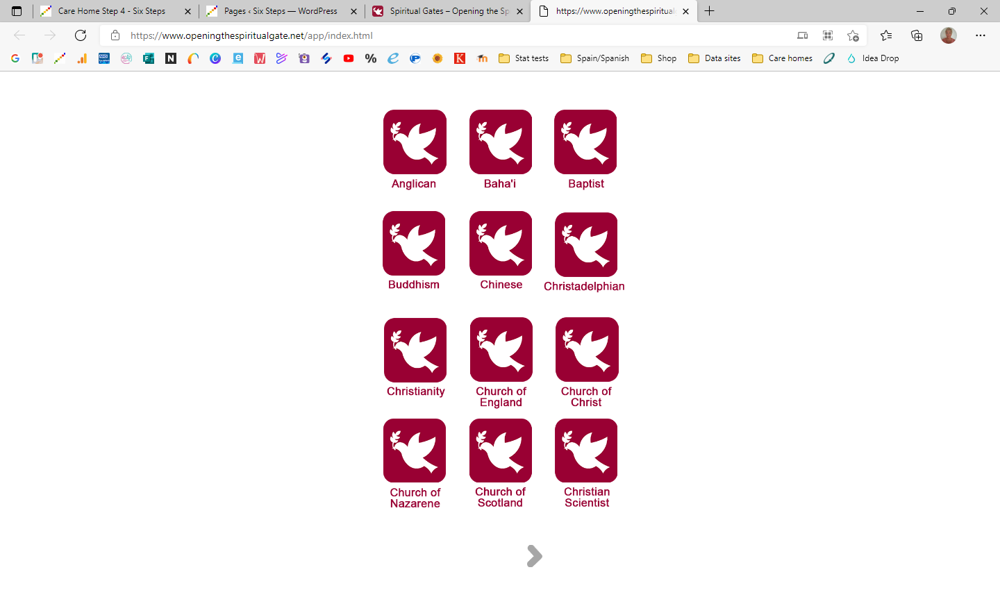 Care Home Step 4 - Six Steps
Pages ‹ Six Steps — WordPress
Spiritual Gates – Opening the Sp
https://www.openingthespiritual
https://www.openingthespiritualgate.net/app/index.html
Stat tests
Spain/Spanish
Shop
Data sites
Care homes
Idea Drop
Anglican
Baha'i
Baptist
Buddhism
Chinese
Christadelphian
Christianity
Church of
England
Church of
Christ
Church of
Nazarene
Church of
Scotland
Christian
Scientist